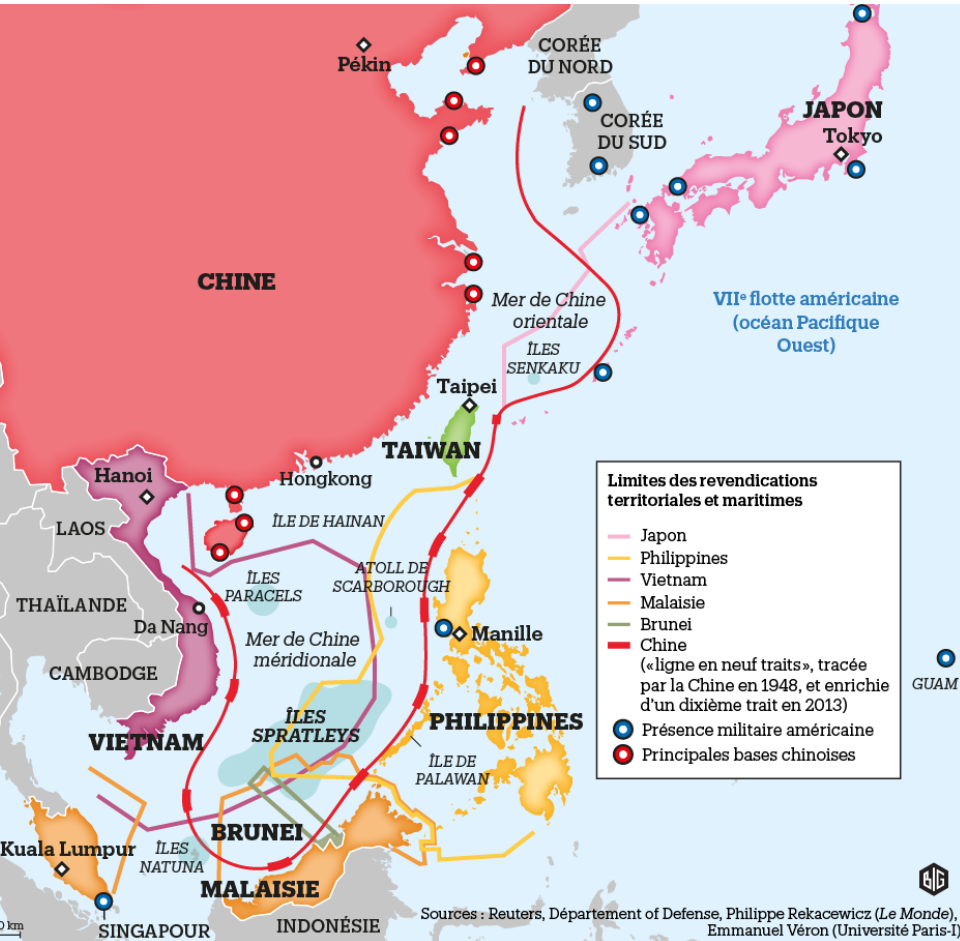 Pékin
CORÉE
DU NORD
CORÉE
DU SUD
JAPON
Tokyo
CHINE
Mer de Chine
orientale
VIIᵉ flotte américaine
(océan Pacifique
Ouest)
ÎLES
SENKAKU
Taipei
TAIWAN
Hongkong
Hanoi
LAOS
ÎLE DE HAINAN
ÎLES
PARACELS
ATOLL DE
SCARBOROUGH
THAÏLANDE
Da Nang
Mer de Chine
méridionale
Manille
CAMBODGE
GUAM
ÎLES
SPRATLEYS
PHILIPPINES
VIETNAM
ÎLE DE
PALAWAN
BRUNEI
Kuala Lumpur
ÎLES
NATUNA
MALAISIE
SINGAPOUR
INDONÉSIE
Limites des revendications
territoriales et maritimes
Japon
Philippines
Vietnam
Malaisie
Brunei
Chine
(«ligne en neuf traits», tracée
par la Chine en 1948, et enrichie
d'un dixième trait en 2013)
Présence militaire américaine
Principales bases chinoises
BIG
km
Sources : Reuters, Département of Defense, Philippe Rekacewicz (Le Monde),
Emmanuel Véron (Université Paris-I)